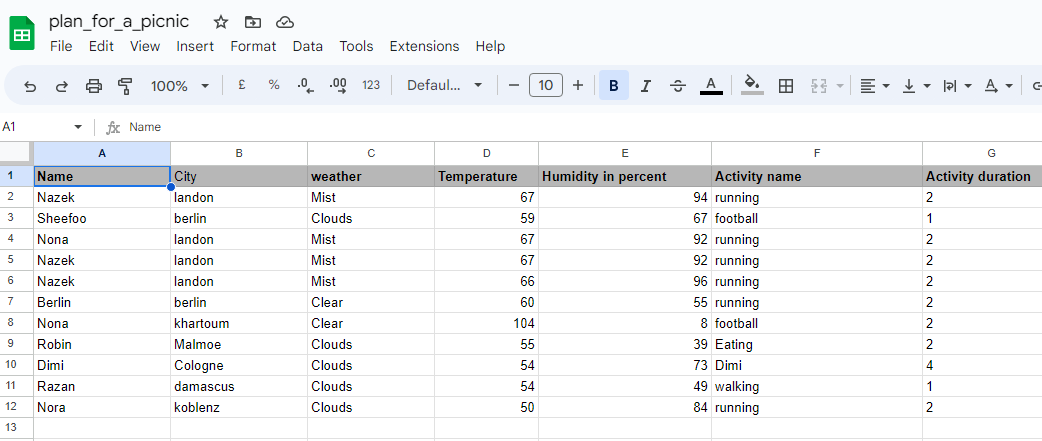 plan_for_a_picnic
File Edit View Insert Format Data Tools Extensions Help
100% £ % .0 .00 123 Defaul... 10 B I S A A
A1 fx Name
A B C D E F G
1 Name City weather Temperature Humidity in percent Activity name Activity duration
2 Nazek landon Mist 67 94 running 2
3 Sheefoo berlin Clouds 59 67 football 1
4 Nona landon Mist 67 92 running 2
5 Nazek landon Mist 67 92 running 2
6 Nazek landon Mist 66 96 running 2
7 Berlin berlin Clear 60 55 running 2
8 Nona khartoum Clear 104 8 football 2
9 Robin Malmoe Clouds 55 39 Eating 2
10 Dimi Cologne Clouds 54 73 Dimi 4
11 Razan damascus Clouds 54 49 walking 1
12 Nora koblenz Clouds 50 84 running 2
13